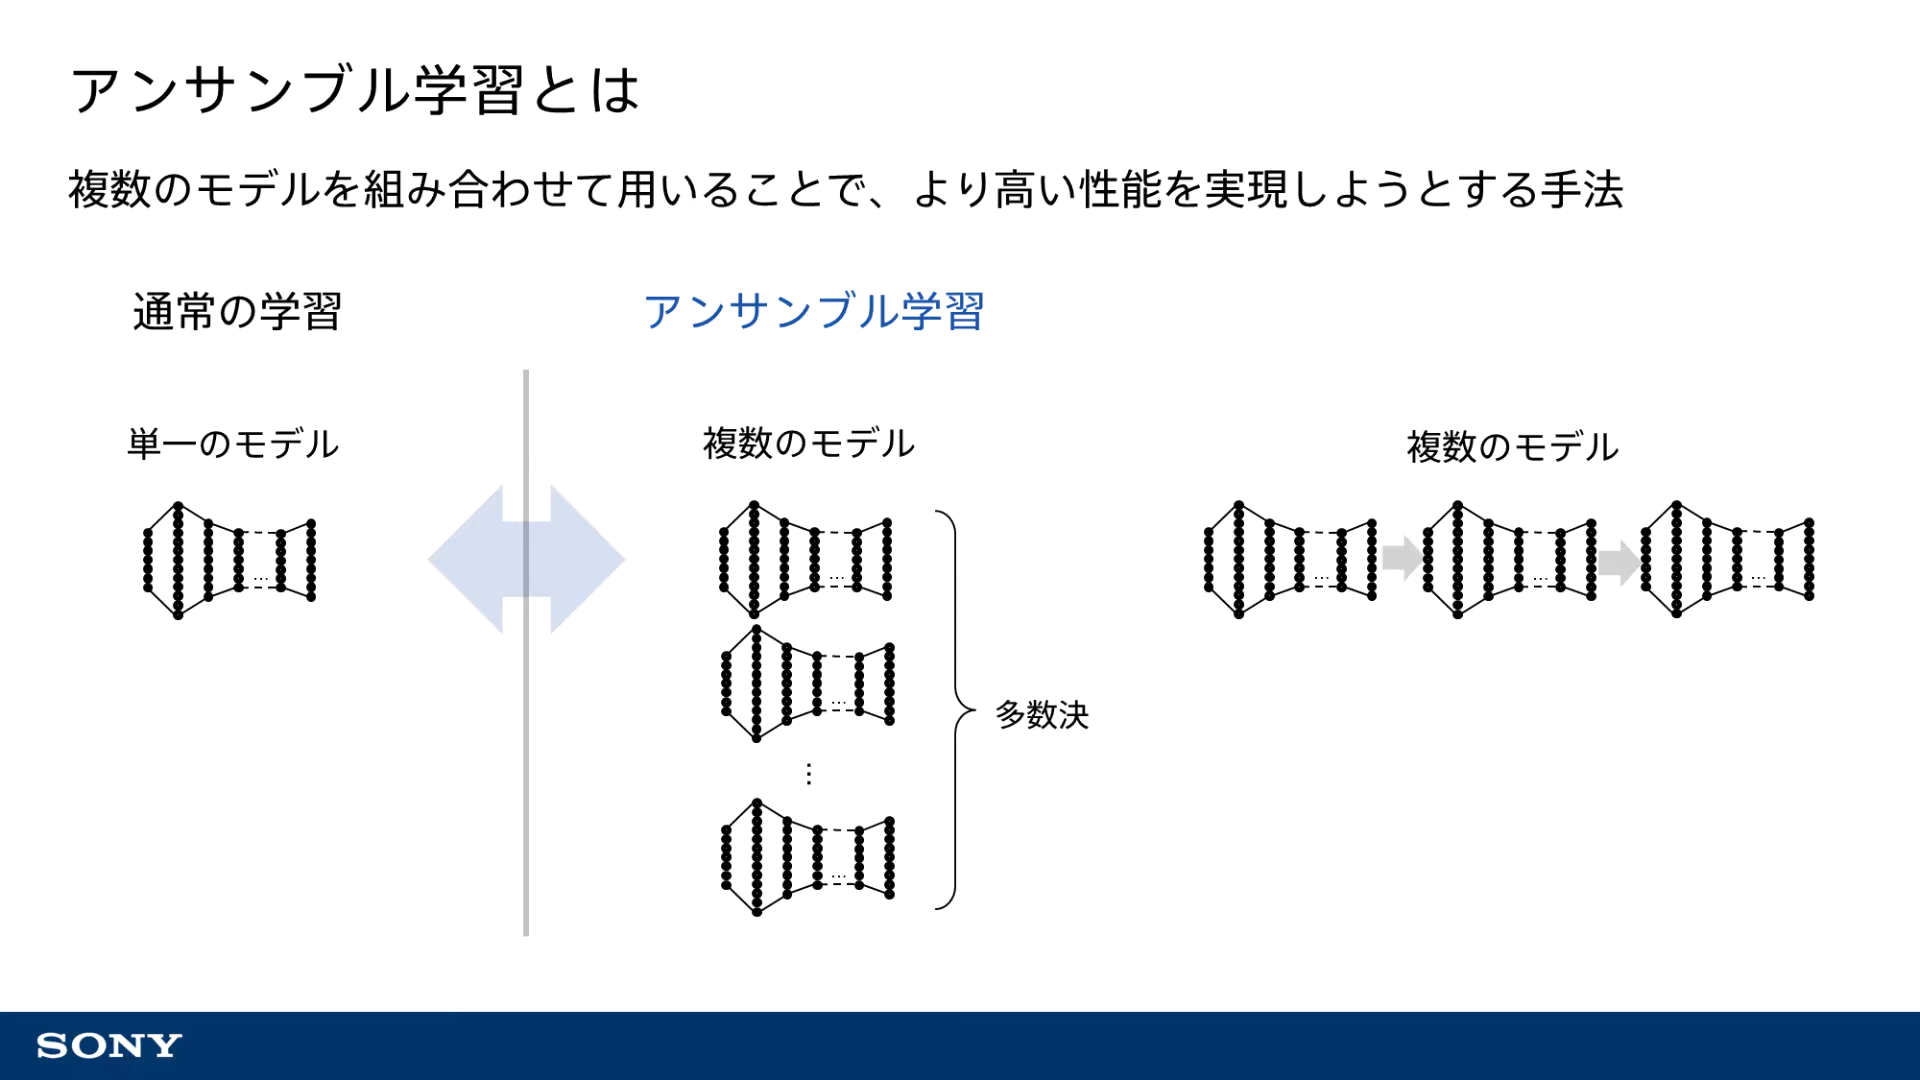 アンサンブル学習とは
複数のモデルを組み合わせて用いることで、より高い性能を実現しようとする手法
通常の学習
アンサンブル学習
単一のモデル
複数のモデル
複数のモデル
...
...
...
...
...
...
多数決
⋮
...
SONY